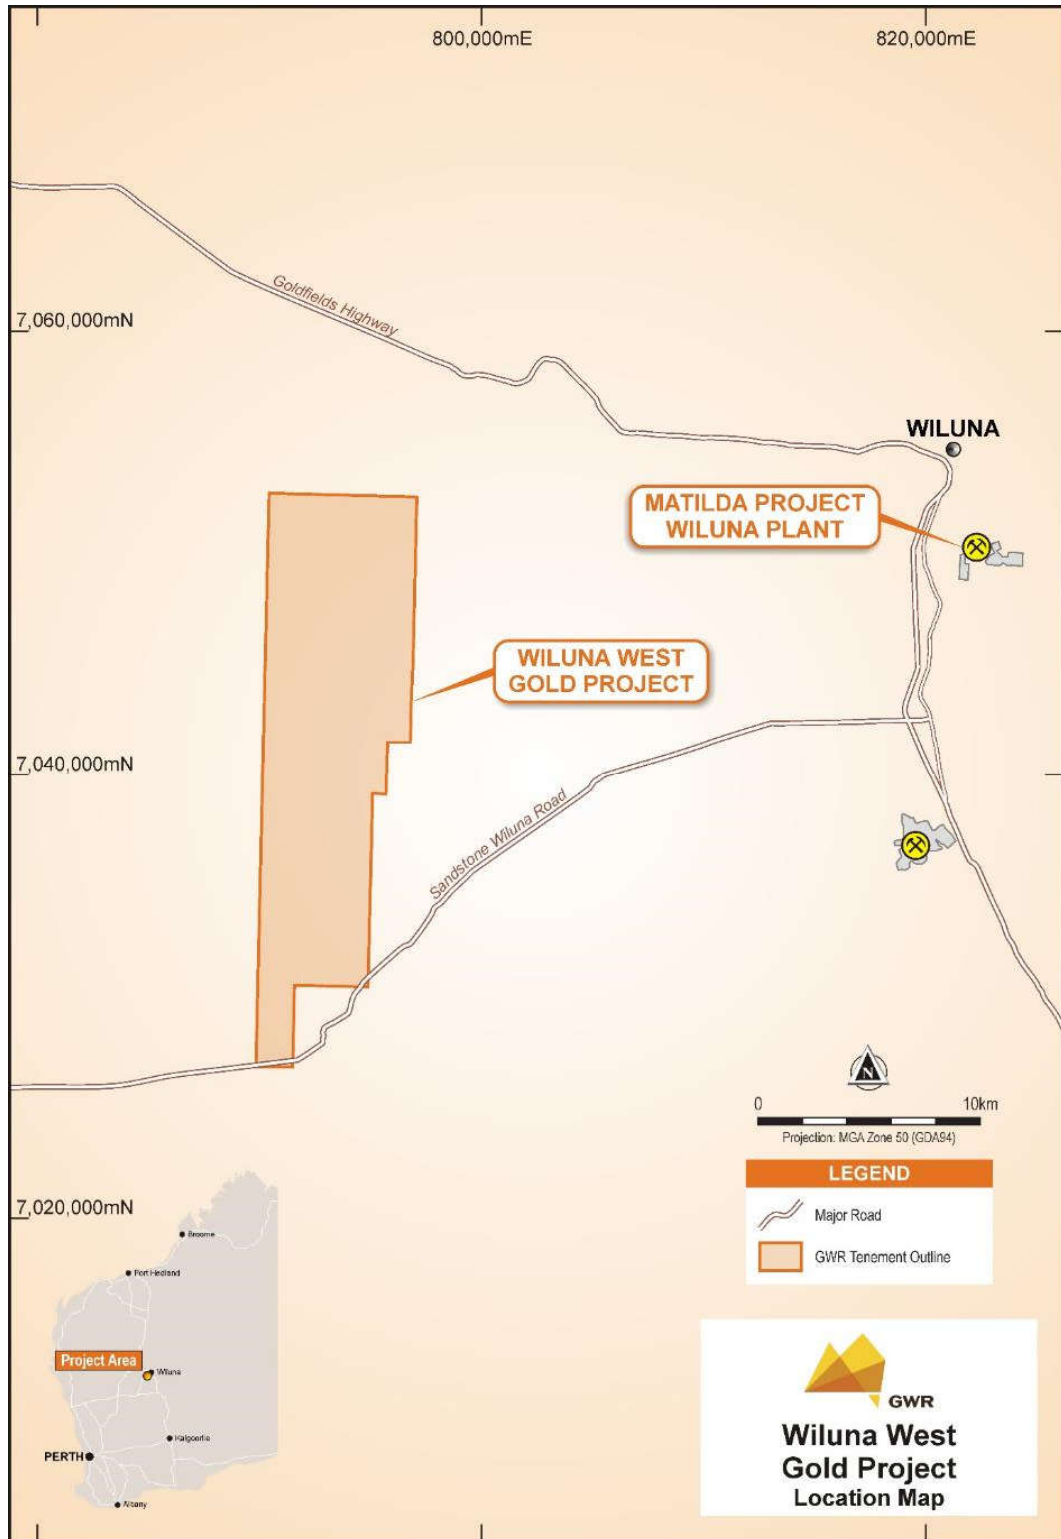 800,000mE
820,000mE
Goldfields Highway
7,060,000mN
WILUNA
MATILDA PROJECT
WILUNA PLANT
WILUNA WEST
GOLD PROJECT
7,040,000mN
Sandstone Wiluna Road
N
0 10km
Projection: MGA Zone 50 (GDA94)
LEGEND
Major Road
GWR Tenement Outline
7,020,000mN
Broome
Port Hedland
Project Area
Wiluna
Kalgoorlie
PERTH
Albany
GWR
Wiluna West
Gold Project
Location Map